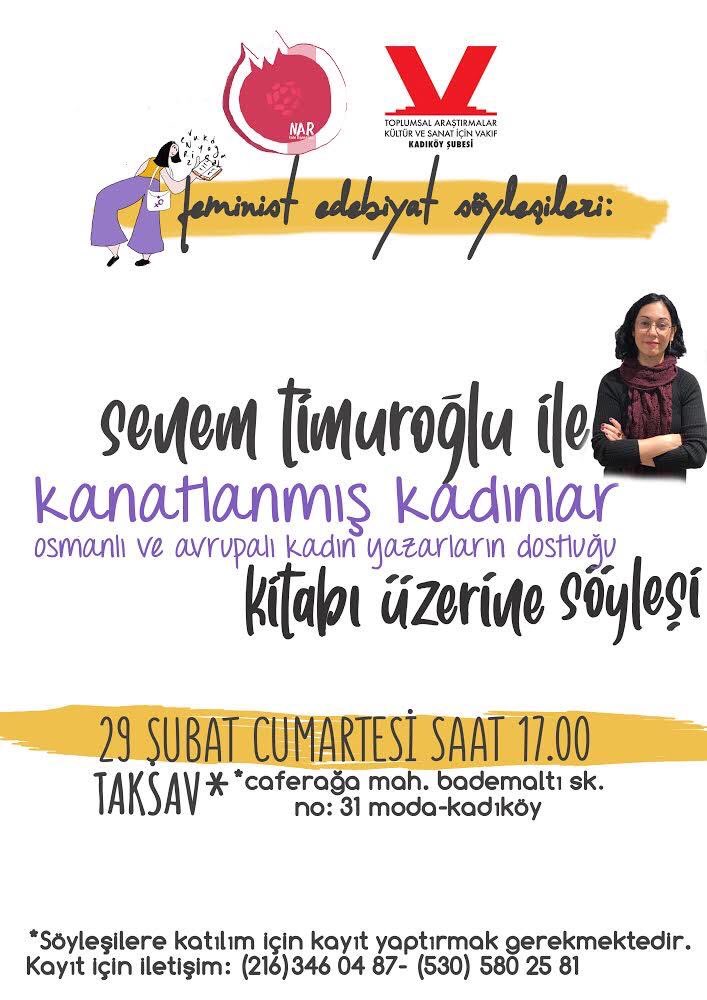 NAR
TOPLUMSAL ARAŞTIRMALAR
KÜLTÜR VE SANAT İÇİN VAKIF
KADIKÖY ŞUBESİ
feminist edebiyat söyleşileri:
senem timuroğlu ile
kanatlanmış kadınlar
osmanlı ve avrupalı kadın yazarların dostluğu
kitabı üzerine söyleşi
29 ŞUBAT CUMARTESİ SAAT 17.00
TAKSAV* *caferağa mah. bademaltı sk.
no: 31 moda-kadıköy
*Söyleşilere katılım için kayıt yaptırmak gerekmektedir.
Kayıt için iletişim: (216)346 04 87- (530) 580 25 81